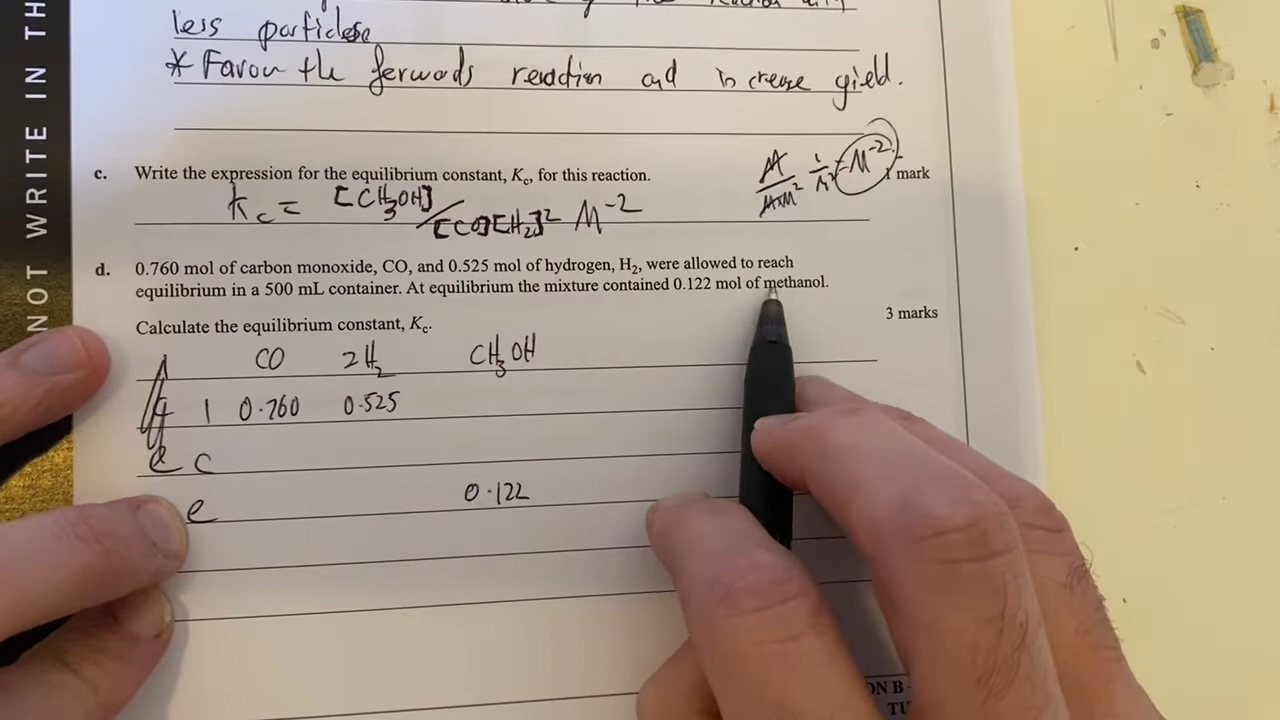 less particles
* Favour the forwards reaction and increase yield.
NOT WRITE IN TH
c. Write the expression for the equilibrium constant, Kc, for this reaction.
M^-2
mark
Kc = [CH3OH] / [CO][H2]^2 M^-2
d. 0.760 mol of carbon monoxide, CO, and 0.525 mol of hydrogen, H2, were allowed to reach
equilibrium in a 500 mL container. At equilibrium the mixture contained 0.122 mol of methanol.
3 marks
Calculate the equilibrium constant, Kc.
CO 2H2 CH3OH
I 0.760 0.525
C
e 0.122
ON B
TU